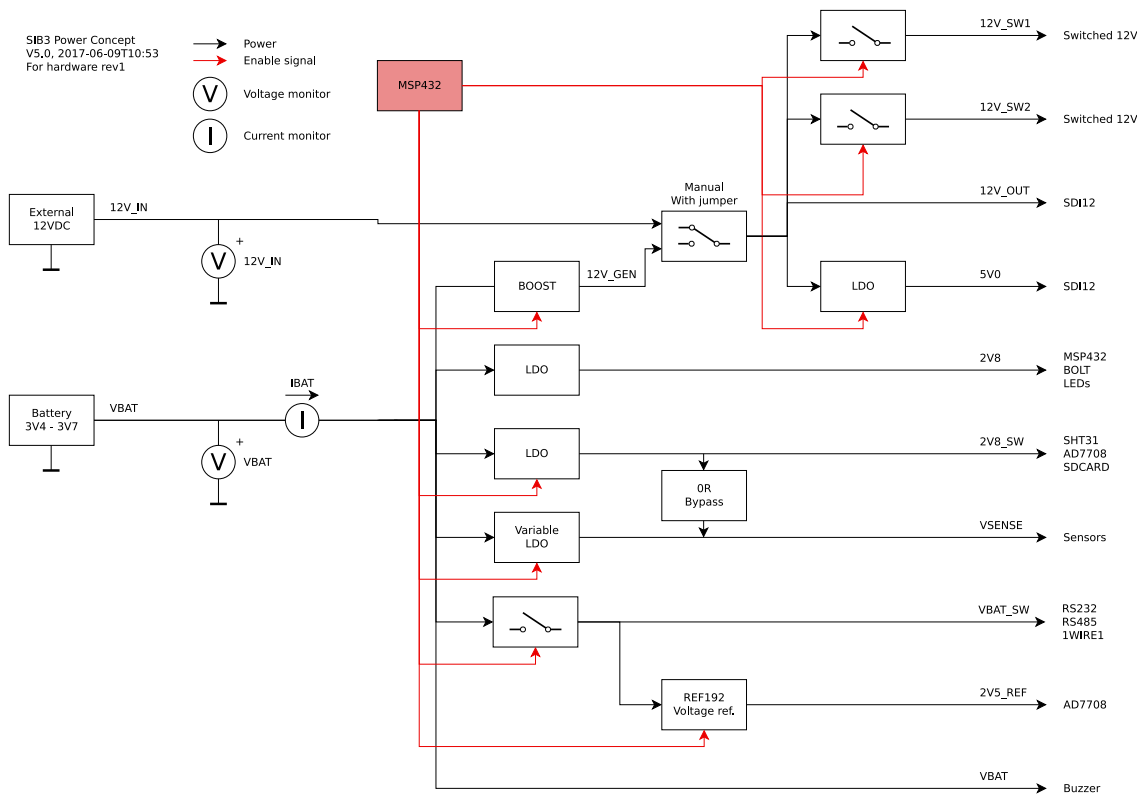 SIB3 Power Concept
V5.0, 2017-06-09T10:53
For hardware rev1
Power
Enable signal
V
Voltage monitor
I
Current monitor
MSP432
12V_SW1
Switched 12V
12V_SW2
Switched 12V
Manual
With jumper
12V_OUT
SDI12
External
12VDC
12V_IN
+
V
12V_IN
BOOST
12V_GEN
LDO
5V0
SDI12
LDO
2V8
MSP432
BOLT
LEDs
Battery
3V4 - 3V7
VBAT
IBAT
I
+
V
VBAT
LDO
2V8_SW
SHT31
AD7708
SDCARD
0R
Bypass
Variable
LDO
VSENSE
Sensors
VBAT_SW
RS232
RS485
1WIRE1
REF192
Voltage ref.
2V5_REF
AD7708
VBAT
Buzzer